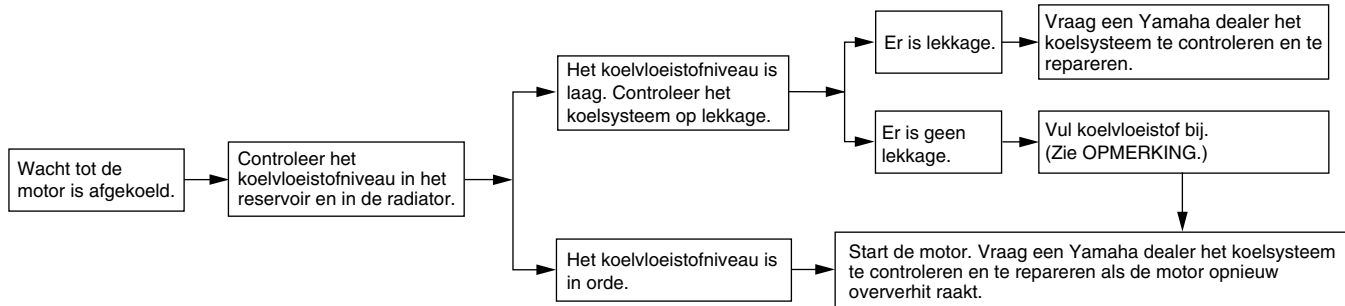 Wacht tot de
motor is afgekoeld.
Controleer het
koelvloeistofniveau in het
reservoir en in de radiator.
Het koelvloeistofniveau is
laag. Controleer het
koelsysteem op lekkage.
Er is lekkage.
Vraag een Yamaha dealer het
koelsysteem te controleren en te
repareren.
Er is geen
lekkage.
Vul koelvloeistof bij.
(Zie OPMERKING.)
Het koelvloeistofniveau is
in orde.
Start de motor. Vraag een Yamaha dealer het koelsysteem
te controleren en te repareren als de motor opnieuw
oververhit raakt.